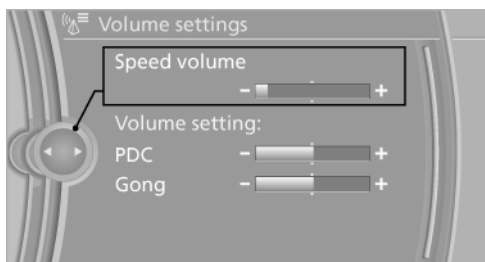 Volume settings
Speed volume
- +
Volume setting:
PDC - +
Gong - +